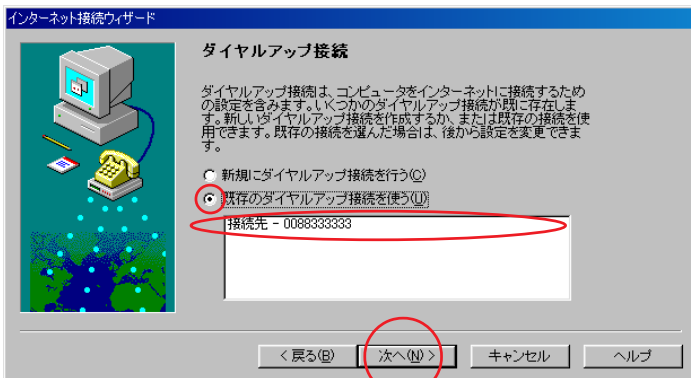 インターネット接続ウィザード
ダイヤルアップ接続
ダイヤルアップ接続は、コンピュータをインターネットに接続するため
の設定を含みます。いくつかのダイヤルアップ接続が既に存在しま
す。新しいダイヤルアップ接続を作成するか、または既存の接続を使
用できます。既存の接続を選んだ場合は、後から設定を変更できま
す。
新規にダイヤルアップ接続を行う(C)
既存のダイヤルアップ接続を使う(U)
接続先 - 0088333333
< 戻る(B) 次へ(N) > キャンセル ヘルプ